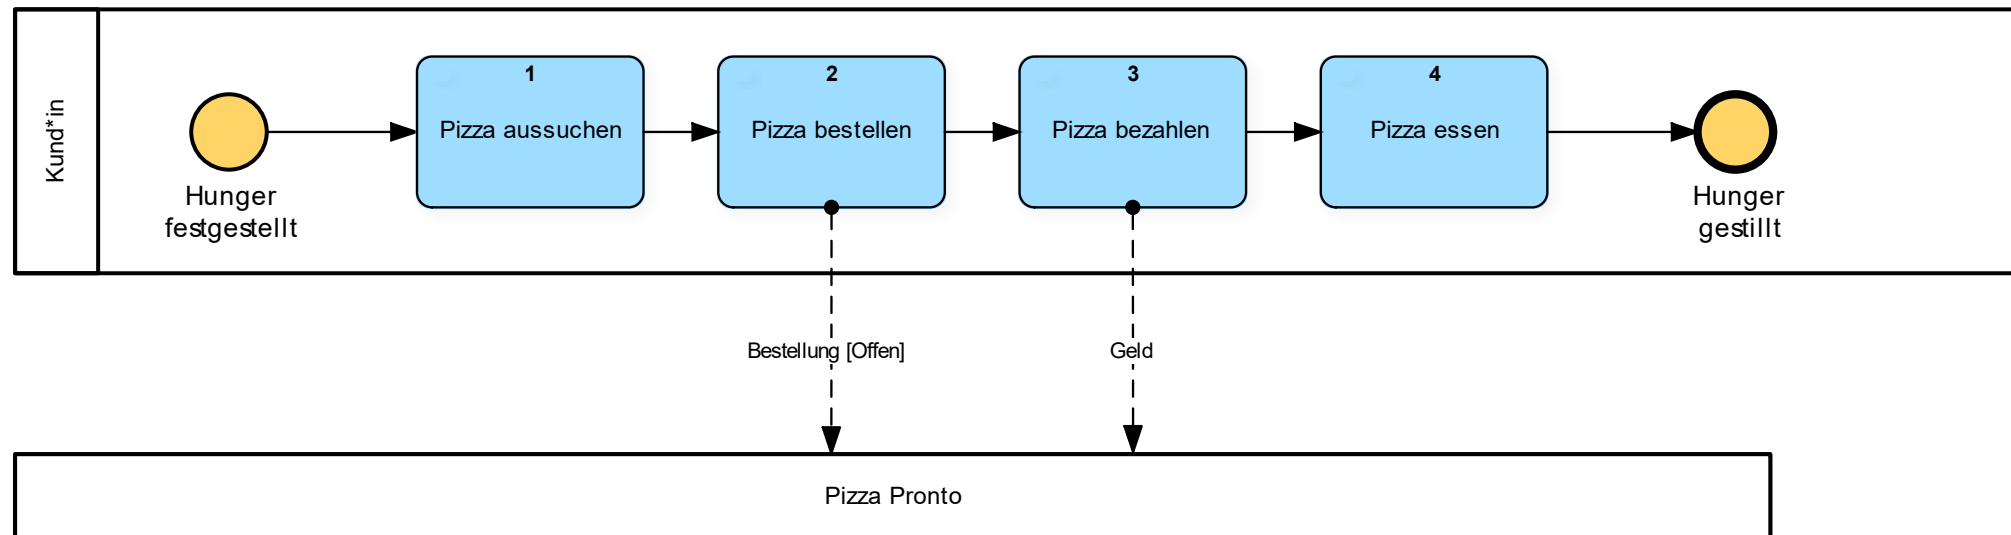 Kund*in
Hunger
festgestellt
1
Pizza aussuchen
2
Pizza bestellen
3
Pizza bezahlen
4
Pizza essen
Hunger
gestillt
Bestellung [Offen]
Geld
Pizza Pronto